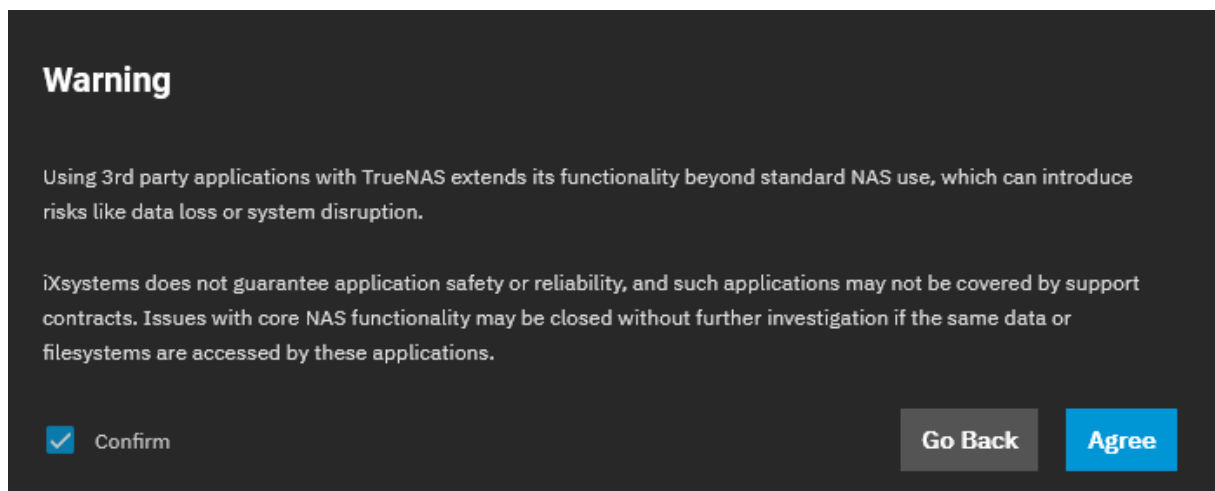 Warning
Using 3rd party applications with TrueNAS extends its functionality beyond standard NAS use, which can introduce
risks like data loss or system disruption.
iXsystems does not guarantee application safety or reliability, and such applications may not be covered by support
contracts. Issues with core NAS functionality may be closed without further investigation if the same data or
filesystems are accessed by these applications.
Confirm
Go Back
Agree